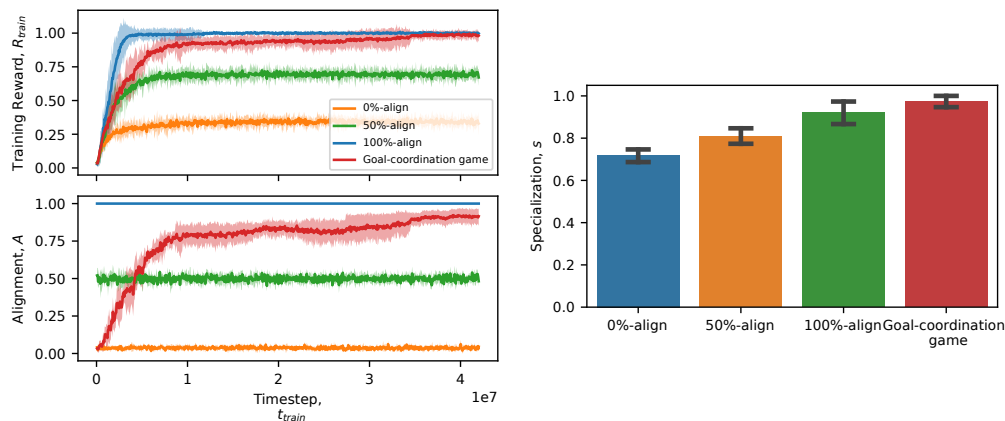 Training Reward, R_train
1.00
0.75
0.50
0.25
0.00
0%-align
50%-align
100%-align
Goal-coordination game
Alignment, A
1.00
0.75
0.50
0.25
0.00
0 1 2 3 4
1e7
Timestep,
t_train
Specialization, s
1.0
0.8
0.6
0.4
0.2
0.0
0%-align 50%-align 100%-align Goal-coordination
game